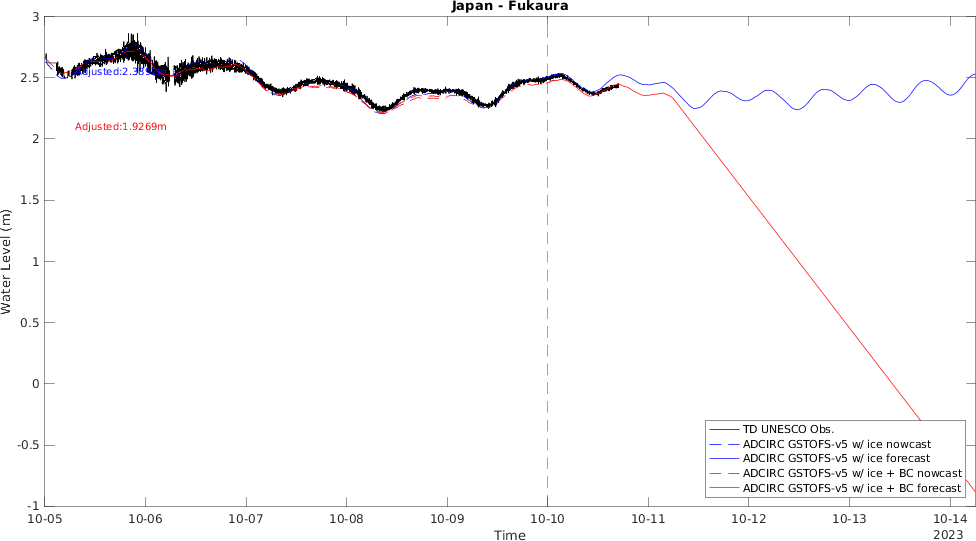 Japan - Fukaura
3
2.5
2
1.5
1
0.5
0
-0.5
-1
Water Level (m)
Adjusted:1.9269m
TD UNESCO Obs.
ADCIRC GSTOFS-v5 w/ ice nowcast
ADCIRC GSTOFS-v5 w/ ice forecast
ADCIRC GSTOFS-v5 w/ ice + BC nowcast
ADCIRC GSTOFS-v5 w/ ice + BC forecast
10-05
10-06
10-07
10-08
10-09
10-10
10-11
10-12
10-13
10-14
Time
2023